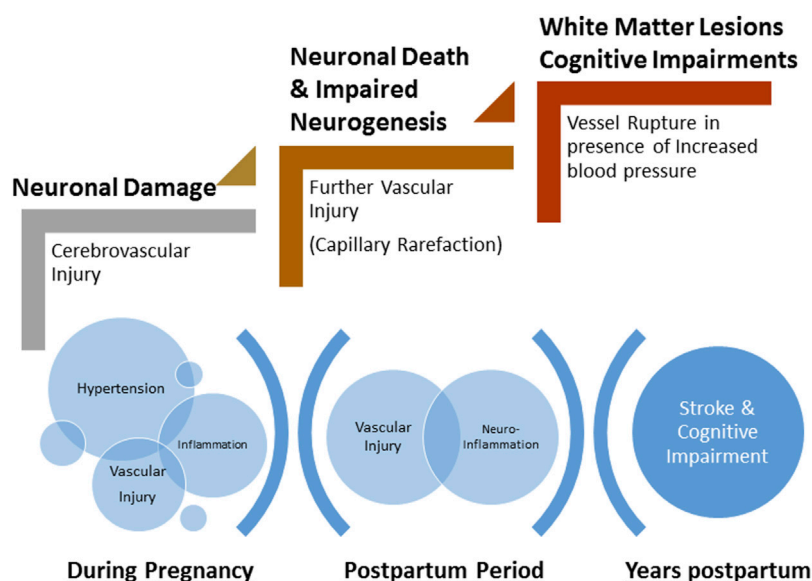 White Matter Lesions
Cognitive Impairments
Neuronal Death
& Impaired
Neurogenesis
Vessel Rupture in
presence of Increased
blood pressure
Neuronal Damage
Further Vascular
Injury
(Capillary Rarefaction)
Cerebrovascular
Injury
Hypertension
Inflammation
Vascular
Injury
Vascular
Injury
Neuro-
Inflammation
Stroke &
Cognitive
Impairment
During Pregnancy
Postpartum Period
Years postpartum